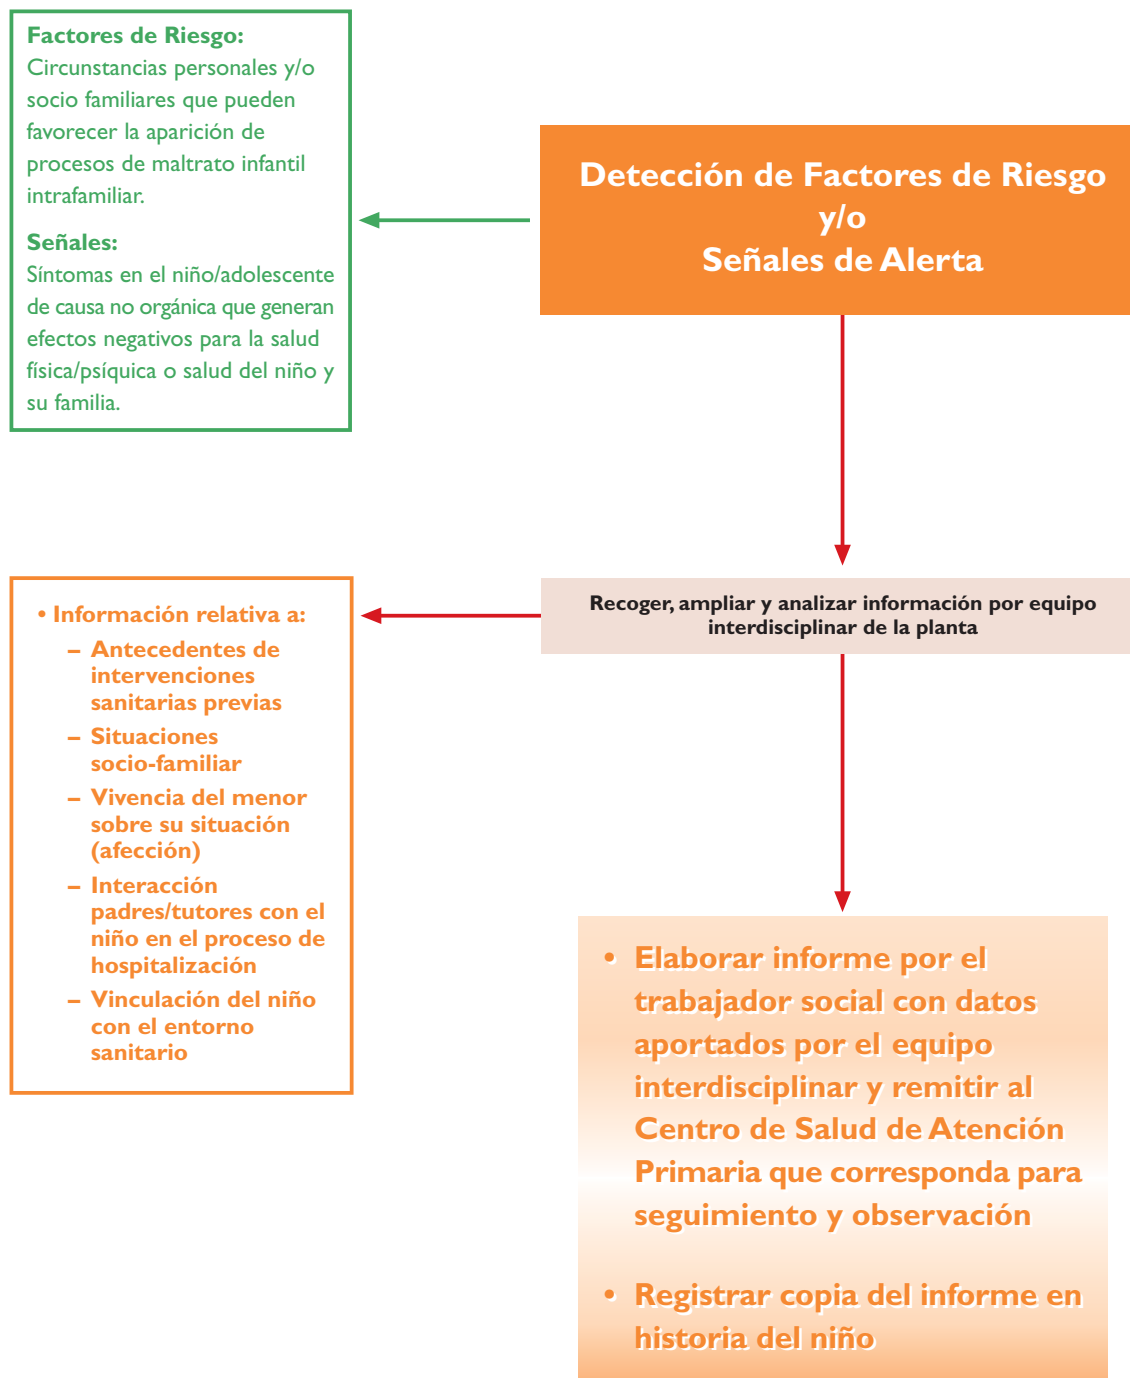 Factores de Riesgo:
Circunstancias personales y/o
socio familiares que pueden
favorecer la aparición de
procesos de maltrato infantil
intrafamiliar.
Señales:
Síntomas en el niño/adolescente
de causa no orgánica que generan
efectos negativos para la salud
física/psíquica o salud del niño y
su familia.
Detección de Factores de Riesgo
y/o
Señales de Alerta
Recoger, ampliar y analizar información por equipo
interdisciplinar de la planta
• Información relativa a:
– Antecedentes de
intervenciones
sanitarias previas
– Situaciones
socio-familiar
– Vivencia del menor
sobre su situación
(afección)
– Interacción
padres/tutores con el
niño en el proceso de
hospitalización
– Vinculación del niño
con el entorno
sanitario
• Elaborar informe por el
trabajador social con datos
aportados por el equipo
interdisciplinar y remitir al
Centro de Salud de Atención
Primaria que corresponda para
seguimiento y observación
• Registrar copia del informe en
historia del niño